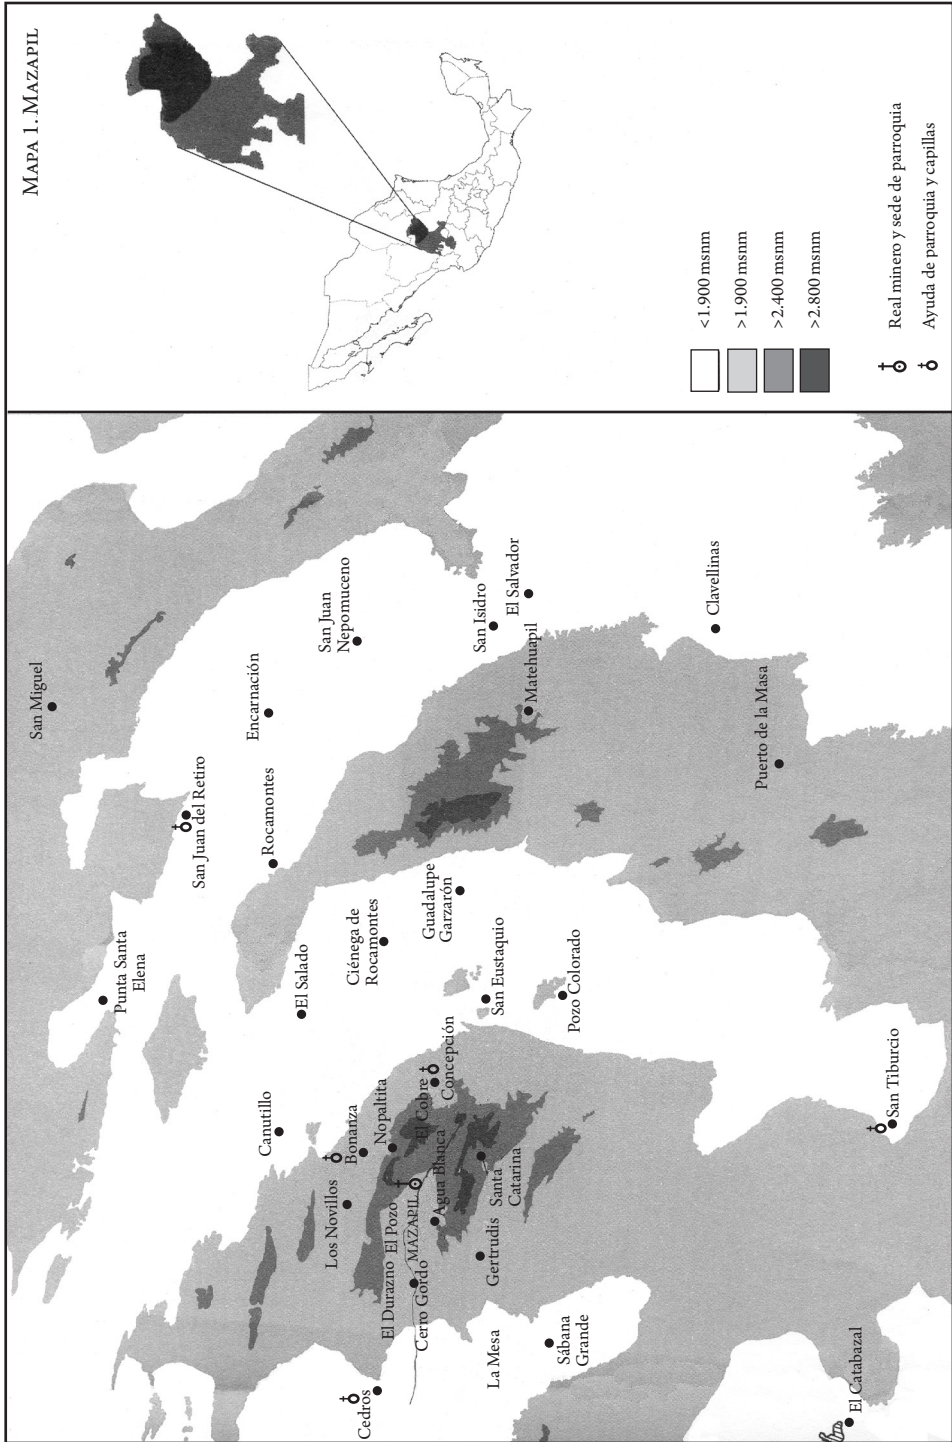 MAPA 1. MAZAPIL
<1.900 msnm
>1.900 msnm
>2.400 msnm
>2.800 msnm
Real minero y sede de parroquia
Ayuda de parroquia y capillas
San Miguel
Punta Santa
Elena
San Juan del Retiro
Encarnación
Rocamontes
San Juan
Nepomuceno
El Salado
Canutillo
Ciénega de
Rocamontes
Guadalupe
Garzarón
San Isidro
El Salvador
Matehuapil
San Eustaquio
Pozo Colorado
Clavellinas
Puerto de la Masa
Los Novillos
Bonanza
Nopaltita
El Cobre
Concepción
El Durazno
El Pozo
MAZAPIL
Cerro Gordo
Agua Blanca
Santa
Catarina
Gertrudis
Cedros
La Mesa
Sábana
Grande
San Tiburcio
El Catabazal